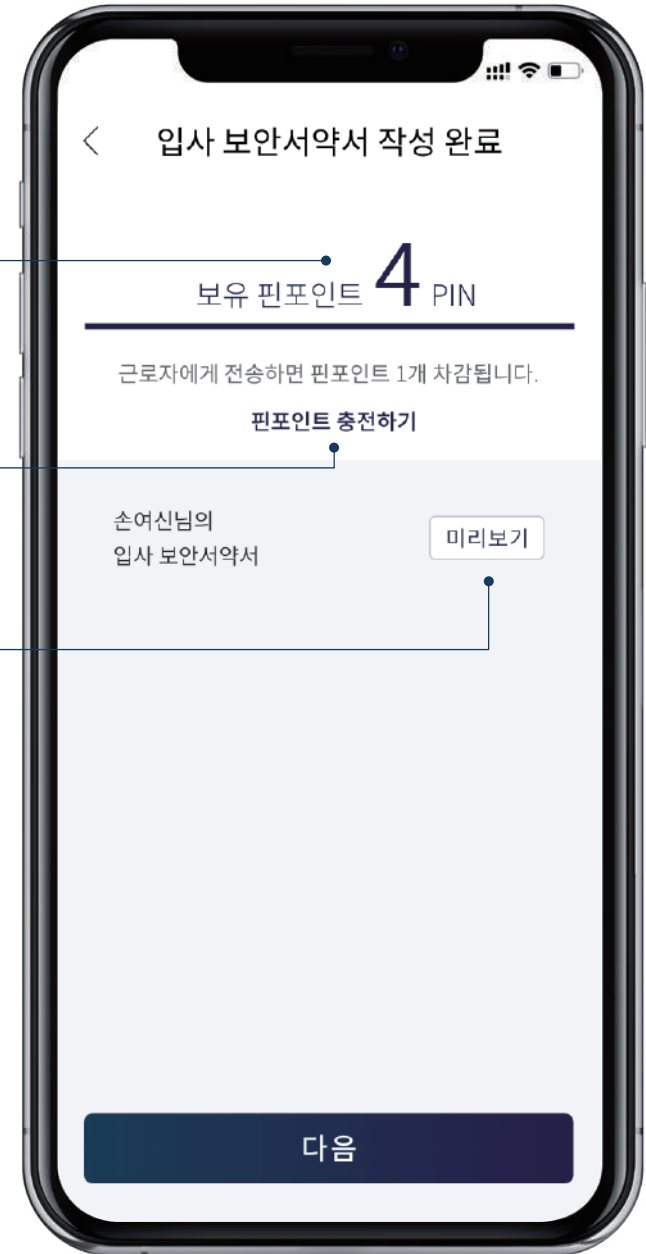 입사 보안서약서 작성 완료
보유 핀포인트 4 PIN
근로자에게 전송하면 핀포인트 1개 차감됩니다.
핀포인트 충전하기
손여신님의
입사 보안서약서
미리보기
다음